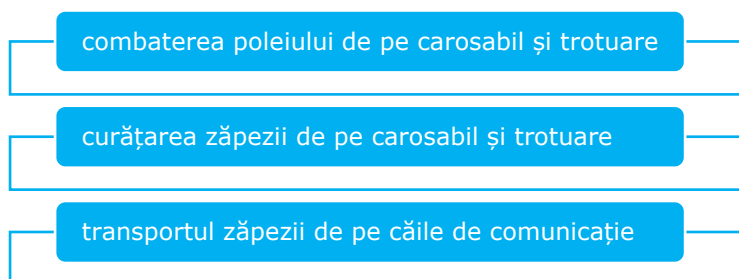 combaterea poleiului de pe carosabil și trotuare
curățarea zăpezii de pe carosabil și trotuare
transportul zăpezii de pe căile de comunicație